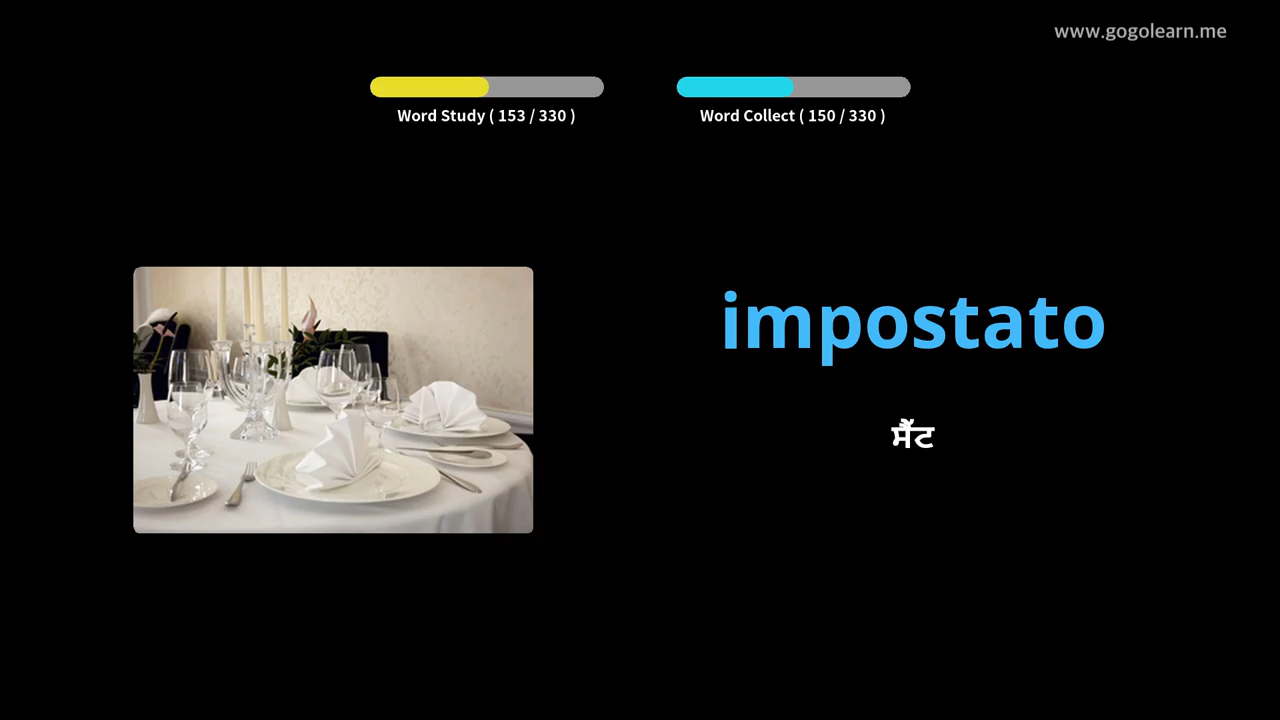 www.gogolearn.me
Word Study ( 153 / 330 )
Word Collect ( 150 / 330 )
impostato
ਸੈੱਟ